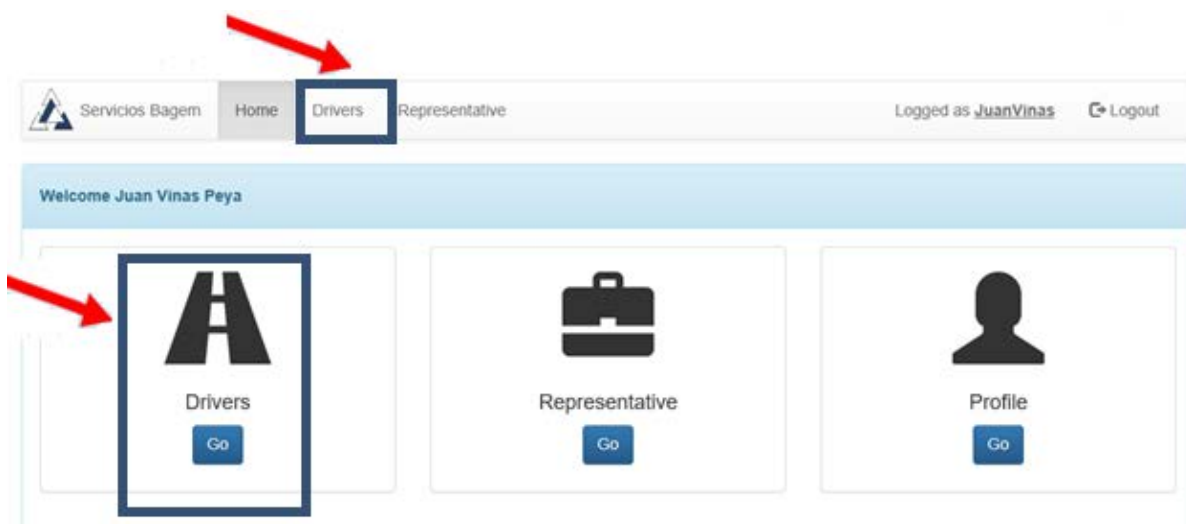 Servicios Bagem Home Drivers Representative Logged as JuanVinas Logout
Welcome Juan Vinas Peya
Drivers Representative Profile
Go Go Go